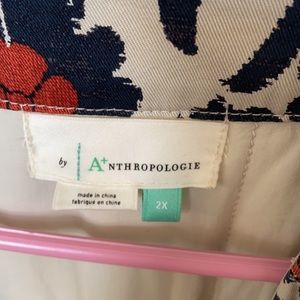 by A+NTHROPOLOGIE
made in china
fabriqué en chine
2X